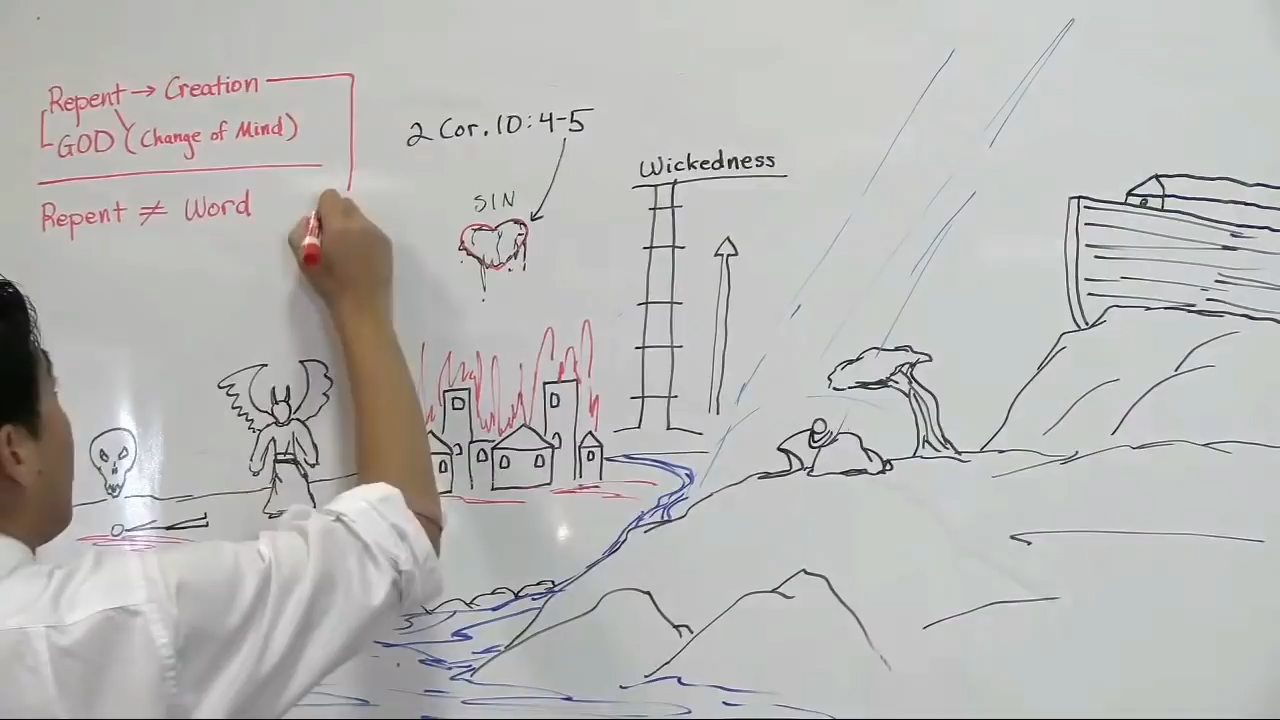 Repent → Creation
GOD (Change of Mind)
Repent ≠ Word
2 Cor. 10:4-5
SIN
Wickedness